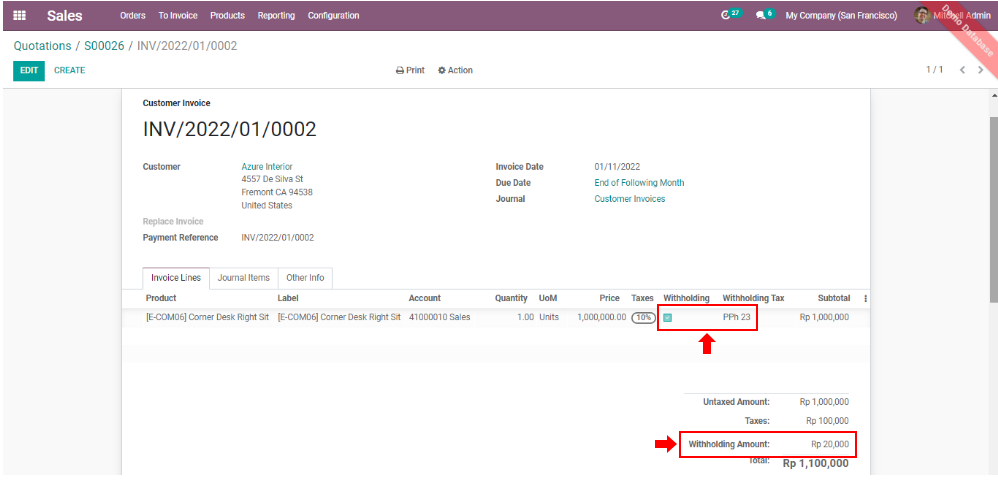 Sales Orders To Invoice Products Reporting Configuration 27 6 My Company (San Francisco) Mitchell Admin
Demo Database
Quotations / S00026 / INV/2022/01/0002
EDIT CREATE Print Action 1 / 1
Customer Invoice
INV/2022/01/0002
Customer Azure Interior Invoice Date 01/11/2022
4557 De Silva St Due Date End of Following Month
Fremont CA 94538 Journal Customer Invoices
United States
Replace Invoice
Payment Reference INV/2022/01/0002
Invoice Lines Journal Items Other Info
Product Label Account Quantity UoM Price Taxes Withholding Withholding Tax Subtotal
[E-COM06] Corner Desk Right Sit [E-COM06] Corner Desk Right Sit 41000010 Sales 1.00 Units 1,000,000.00 10% PPh 23 Rp 1,000,000
Untaxed Amount: Rp 1,000,000
Taxes: Rp 100,000
Withholding Amount: Rp 20,000
Total: Rp 1,100,000